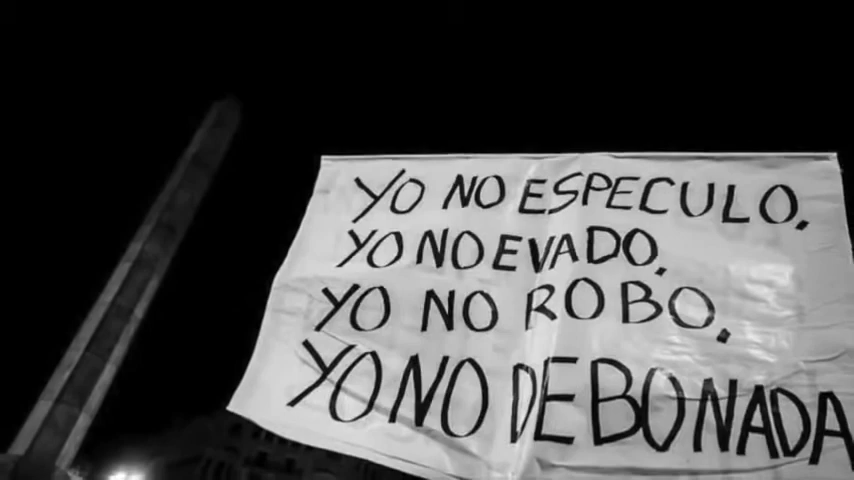 YO NO ESPECULO.
YO NO EVADO.
YO NO ROBO.
YO NO DEBO NADA